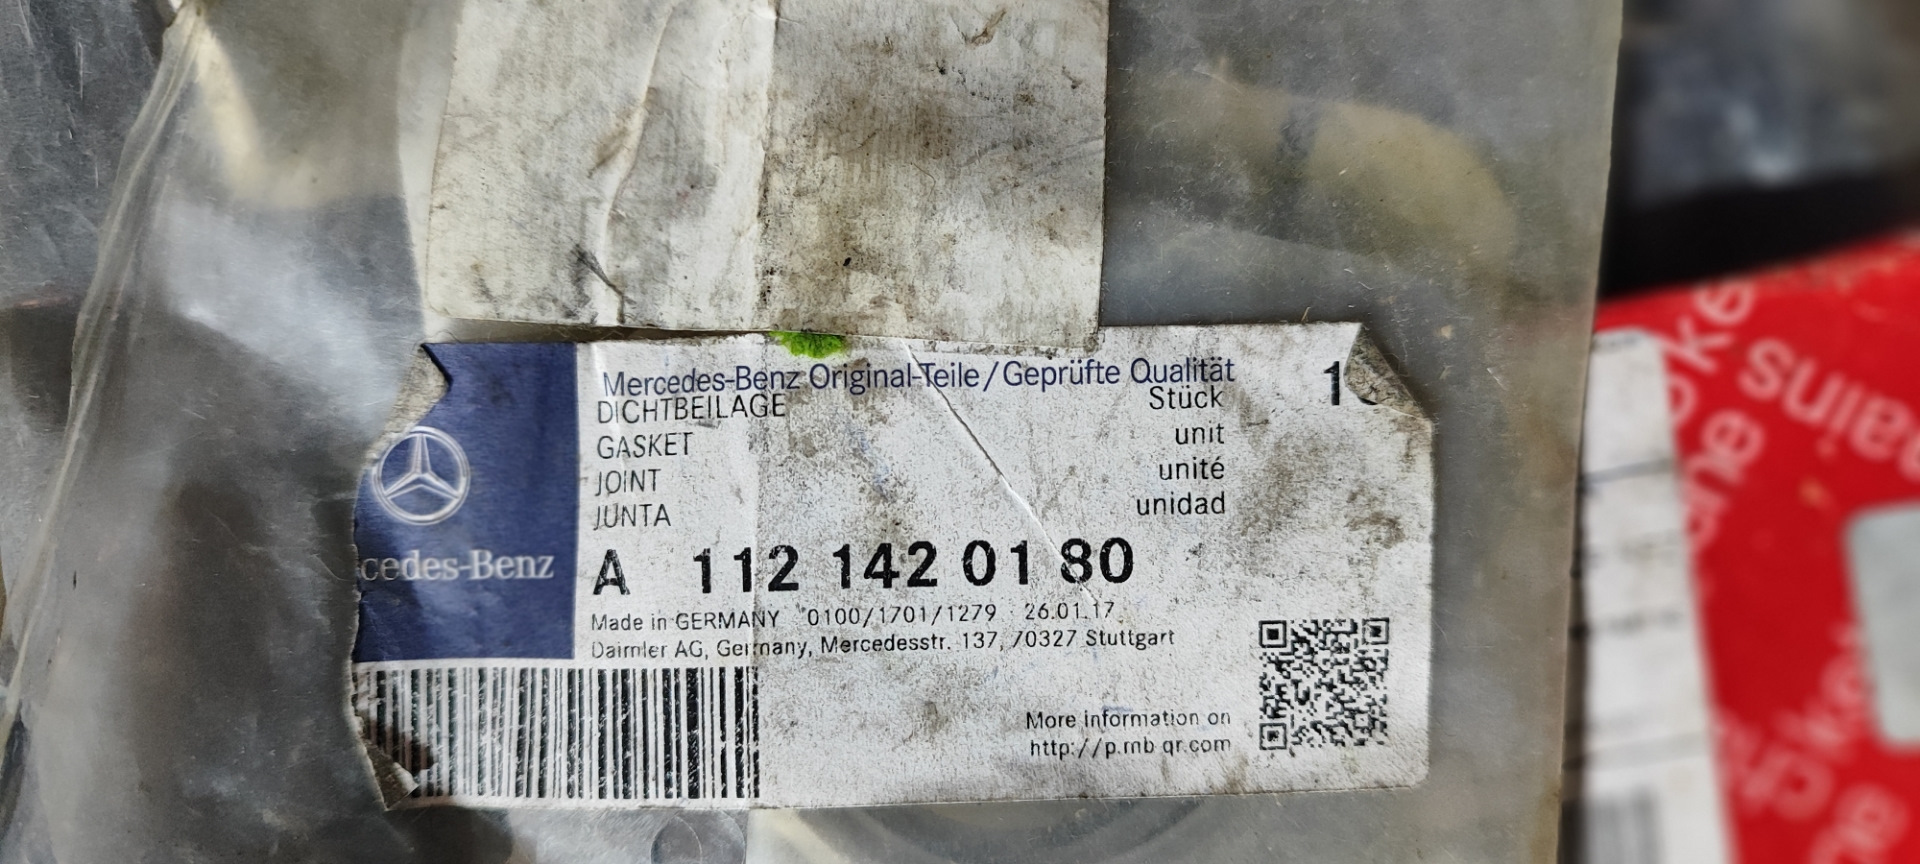 Mercedes-Benz Original-Teile/Geprüfte Qualität
DICHTBEILAGE Stück 1
GASKET unit
JOINT unité
JUNTA unidad
cedes-Benz
A 112 142 01 80
Made in GERMANY 0100/1701/1279 26.01.17
Daimler AG, Germany, Mercedesstr. 137, 70327 Stuttgart
More information on
http://p.mb-qr.com